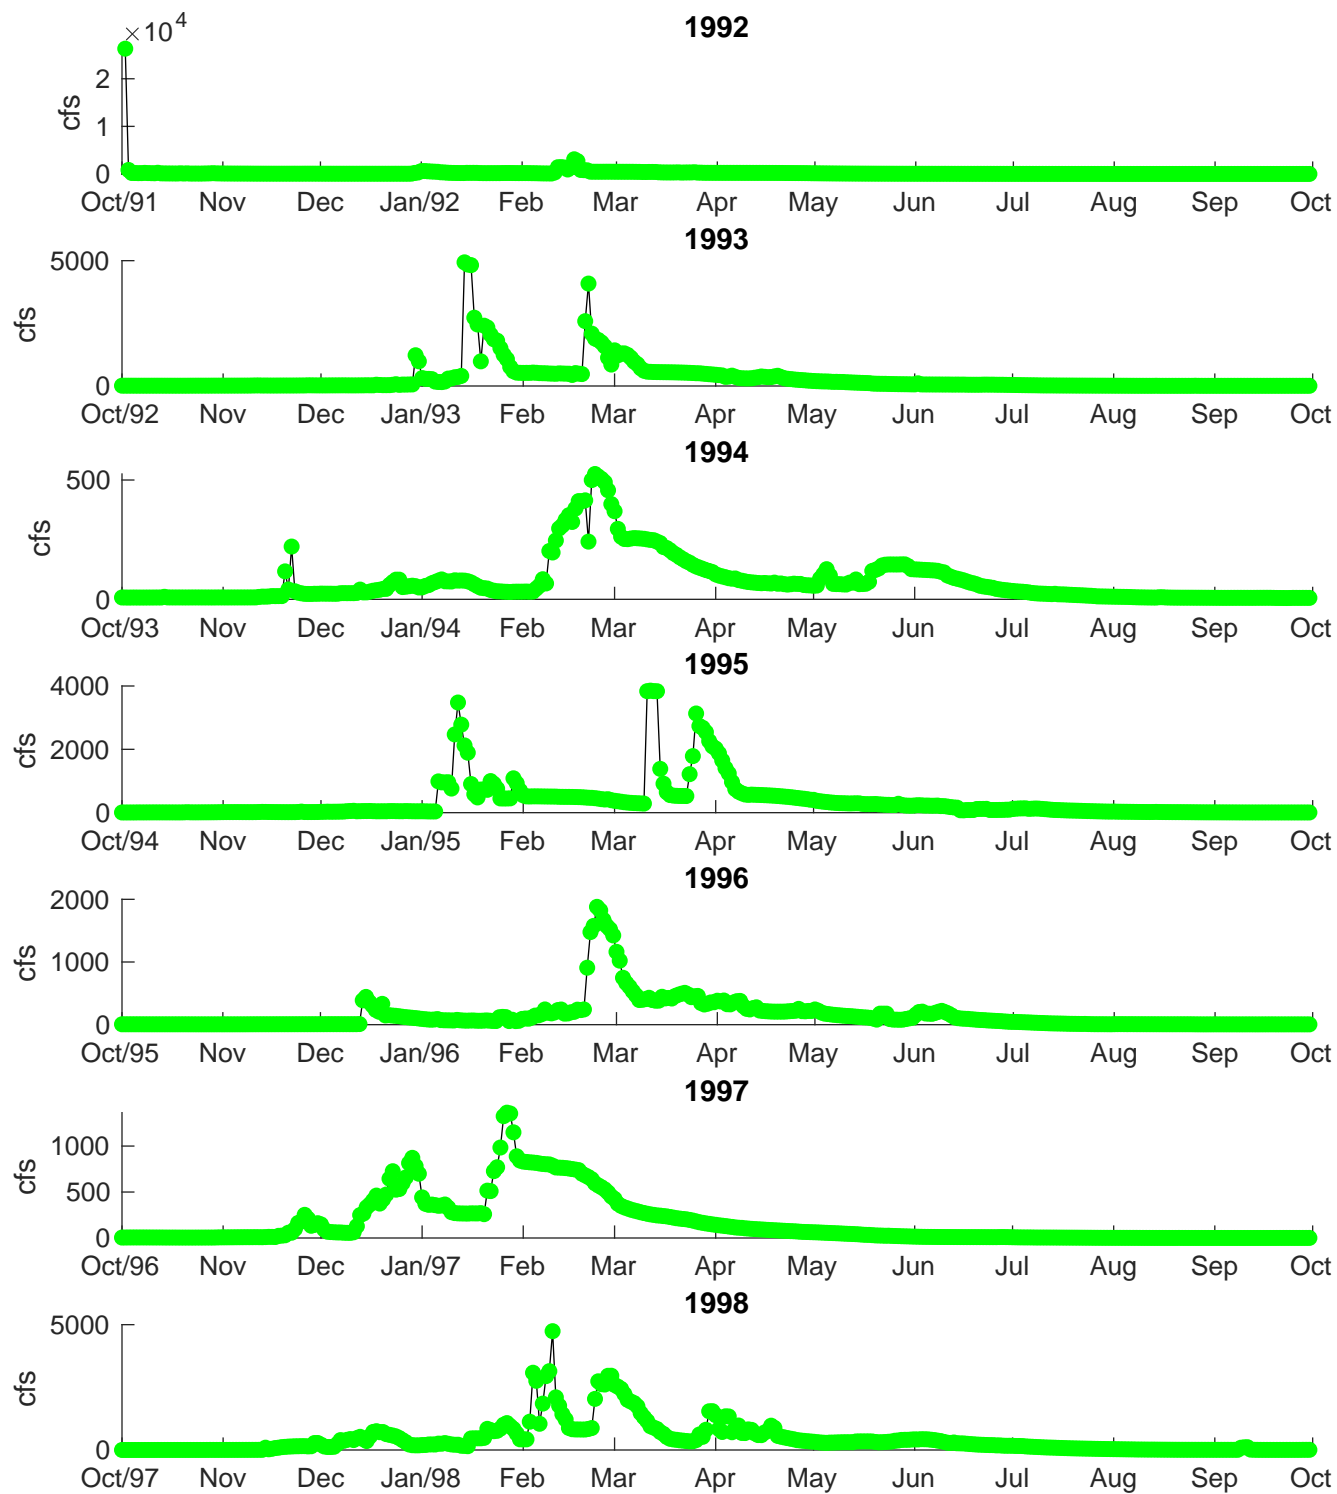 ×10^4
1992
2
1
0
cfs
Oct/91 Nov Dec Jan/92 Feb Mar Apr May Jun Jul Aug Sep Oct
1993
5000
0
cfs
Oct/92 Nov Dec Jan/93 Feb Mar Apr May Jun Jul Aug Sep Oct
1994
500
0
cfs
Oct/93 Nov Dec Jan/94 Feb Mar Apr May Jun Jul Aug Sep Oct
1995
4000
2000
0
cfs
Oct/94 Nov Dec Jan/95 Feb Mar Apr May Jun Jul Aug Sep Oct
1996
2000
1000
0
cfs
Oct/95 Nov Dec Jan/96 Feb Mar Apr May Jun Jul Aug Sep Oct
1997
1000
500
0
cfs
Oct/96 Nov Dec Jan/97 Feb Mar Apr May Jun Jul Aug Sep Oct
1998
5000
0
cfs
Oct/97 Nov Dec Jan/98 Feb Mar Apr May Jun Jul Aug Sep Oct